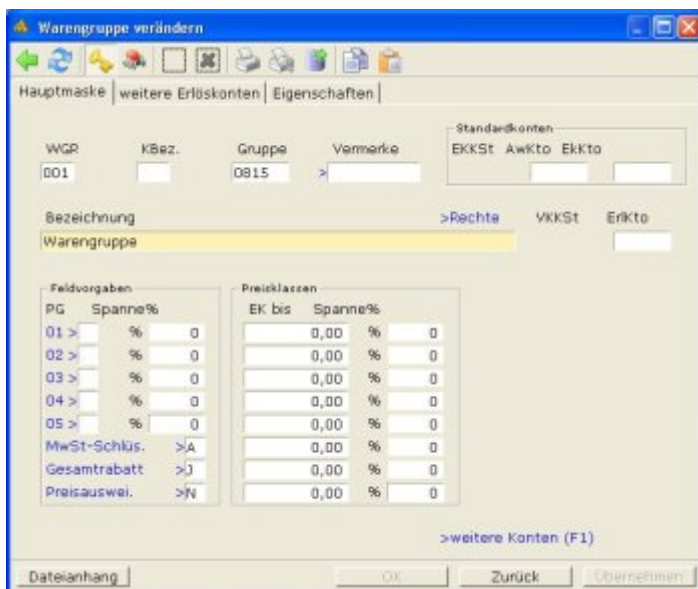 Warengruppe verändern
Hauptmaske weitere Erlöskonten Eigenschaften
Standardkonten
WGR KBez. Gruppe Vermerke EKKSt AwKto EkKto
001 0815 >
Bezeichnung >Rechte VKKSt ErlKto
Warengruppe
Feldvorgaben Preisklassen
PG Spanne% EK bis Spanne%
01 > % 0 0,00 % 0
02 > % 0 0,00 % 0
03 > % 0 0,00 % 0
04 > % 0 0,00 % 0
05 > % 0 0,00 % 0
MwSt-Schlüs. >A 0,00 % 0
Gesamtrabatt >J 0,00 % 0
Preisauswei. >N 0,00 % 0
>weitere Konten (F1)
Dateianhang OK Zurück Übernehmen